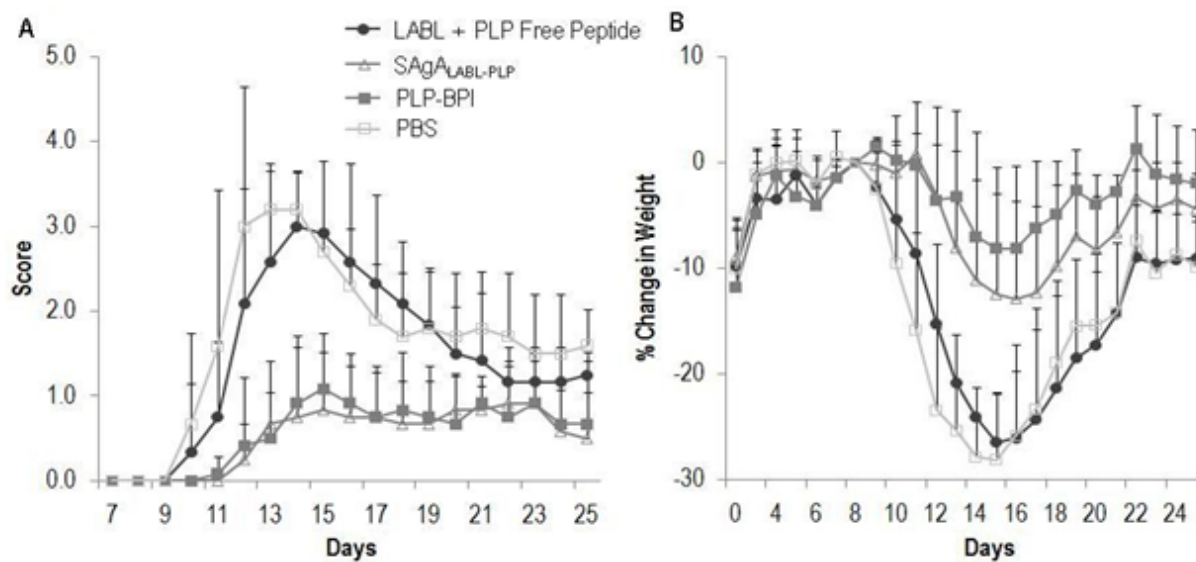 A
LABL + PLP Free Peptide
SAgA LABL-PLP
PLP-BPI
PBS
5.0
4.0
3.0
2.0
1.0
0.0
Score
7 9 11 13 15 17 19 21 23 25
Days
B
10
0
-10
-20
-30
% Change in Weight
0 4 6 8 10 12 14 16 18 20 22 24
Days